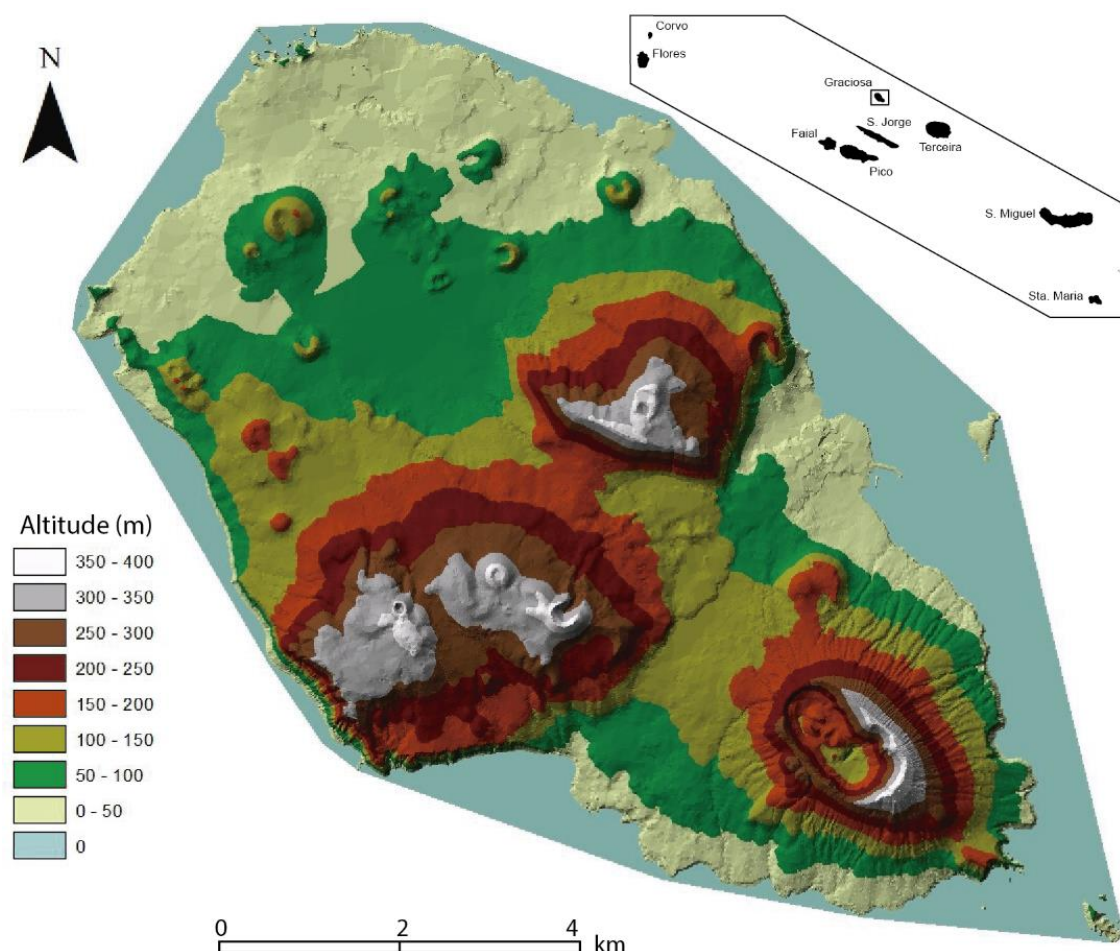 N
Corvo
Flores
Graciosa
S. Jorge
Faial
Terceira
Pico
S. Miguel
Sta. Maria
Altitude (m)
350 - 400
300 - 350
250 - 300
200 - 250
150 - 200
100 - 150
50 - 100
0 - 50
0
0 2 4
km